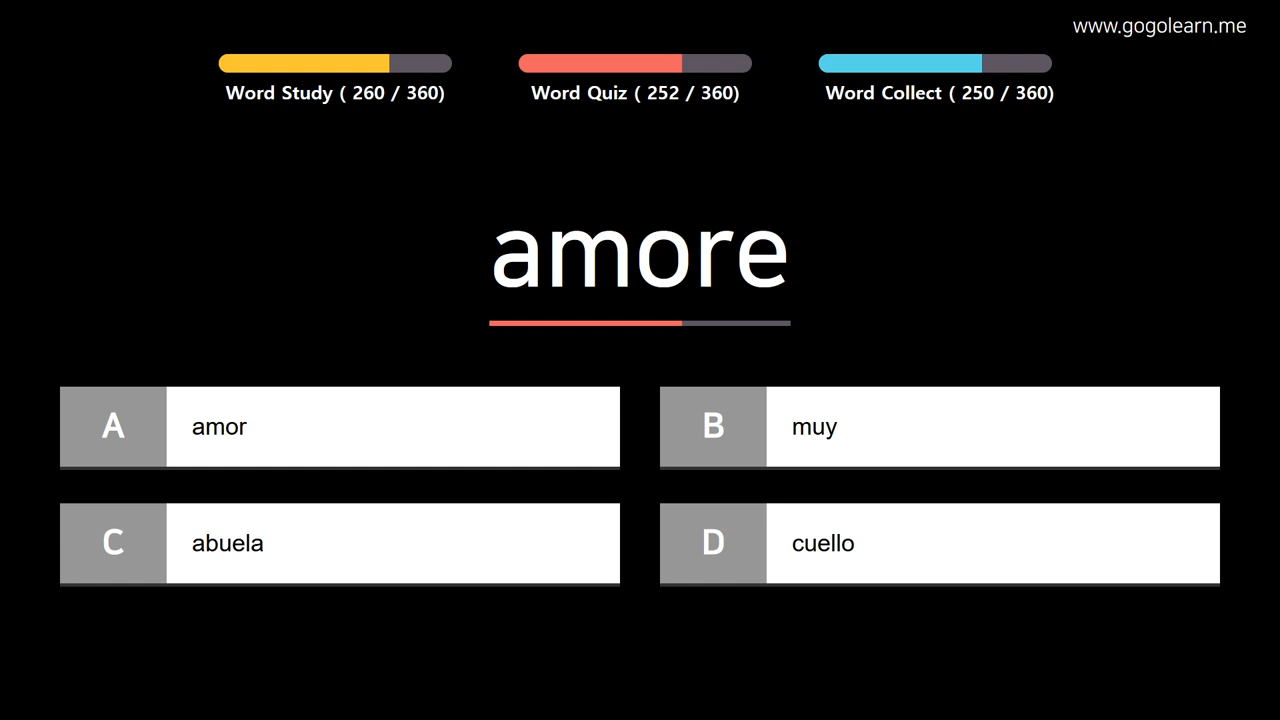 www.gogolearn.me
Word Study ( 260 / 360)
Word Quiz ( 252 / 360)
Word Collect ( 250 / 360)
amore
A amor
B muy
C abuela
D cuello